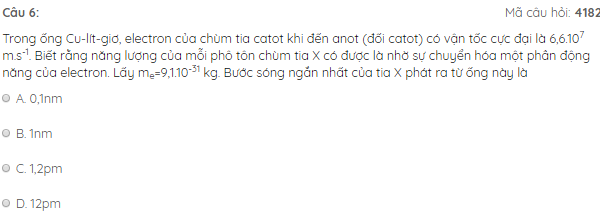 Câu 6: Mã câu hỏi: 4182
Trong ống Cu-lít-giơ, electron của chùm tia catot khi đến anot (đối catot) có vận tốc cực đại là 6,6.10⁷
m.s⁻¹. Biết rằng năng lượng của mỗi phô tôn chùm tia X có được là nhờ sự chuyển hóa một phần động
năng của electron. Lấy mₑ=9,1.10⁻³¹ kg. Bước sóng ngắn nhất của tia X phát ra từ ống này là
A. 0,1nm
B. 1nm
C. 1,2pm
D. 12pm